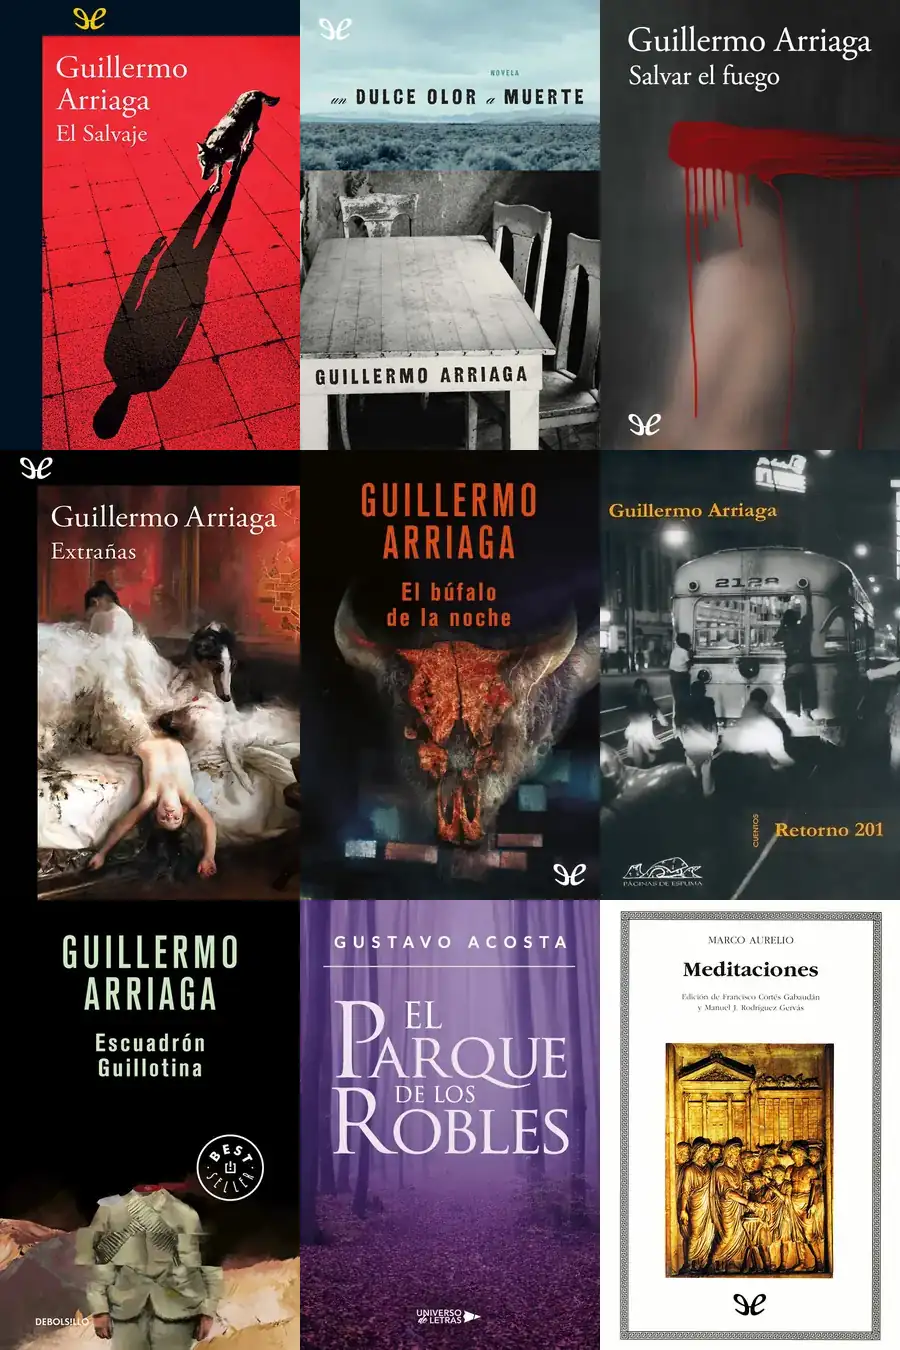 Guillermo
Arriaga
El Salvaje
NOVELA
un DULCE OLOR a MUERTE
GUILLERMO ARRIAGA
Guillermo Arriaga
Salvar el fuego
Guillermo Arriaga
Extrañas
GUILLERMO
ARRIAGA
El búfalo
de la noche
Guillermo Arriaga
2128
CUENTOS
Retorno 201
PÁGINAS DE ESPUMA
GUILLERMO
ARRIAGA
Escuadrón
Guillotina
BEST
SELLER
DEBOLS!LLO
GUSTAVO ACOSTA
EL
PARQUE
DE LOS
ROBLES
UNIVERSO
de LETRAS
MARCO AURELIO
Meditaciones
Edición de Francisco Cortés Gabaudán
y Manuel J. Rodríguez Gervás